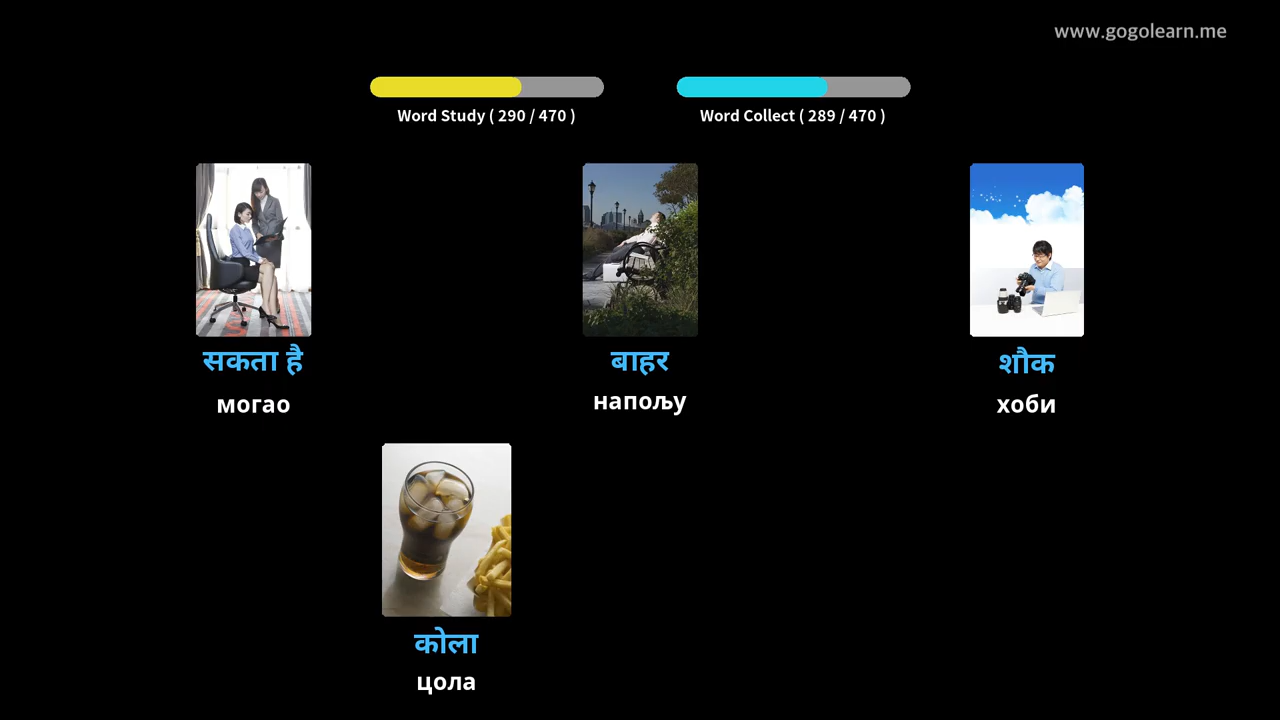 www.gogolearn.me
Word Study ( 290 / 470 )
Word Collect ( 289 / 470 )
सकता है
могао
बाहर
напољу
शौक
хоби
कोला
цола